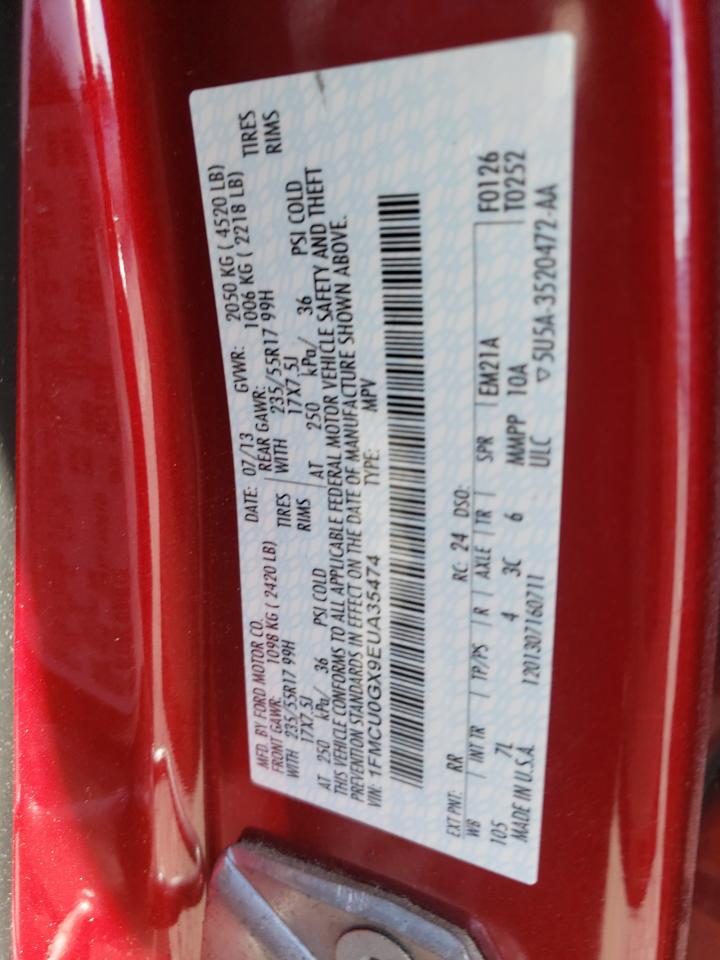 MFD. BY FORD MOTOR CO. DATE: 07/13 GVWR: 2050 KG ( 4520 LB)
FRONT GAWR: 1098 KG ( 2420 LB) REAR GAWR: 1006 KG ( 2218 LB)
WITH 235/55R17 99H TIRES WITH 235/55R17 99H TIRES
17X7.5J RIMS 17X7.5J RIMS
AT 250 kPa/ 36 PSI COLD AT 250 kPa/ 36 PSI COLD
THIS VEHICLE CONFORMS TO ALL APPLICABLE FEDERAL MOTOR VEHICLE SAFETY AND THEFT
PREVENTION STANDARDS IN EFFECT ON THE DATE OF MANUFACTURE SHOWN ABOVE.
VIN: 1FMCU0GX9EUA35474 TYPE: MPV
EXT PNT: RR RC: 24 DSO: F0126
WB INT TR TP/PS R AXLE TR SPR EM21A T0252
105 7L 4 3C 6 MMPP 10A
MADE IN U.S.A. 1201307160711 ULC ▽5U5A-3520472-AA